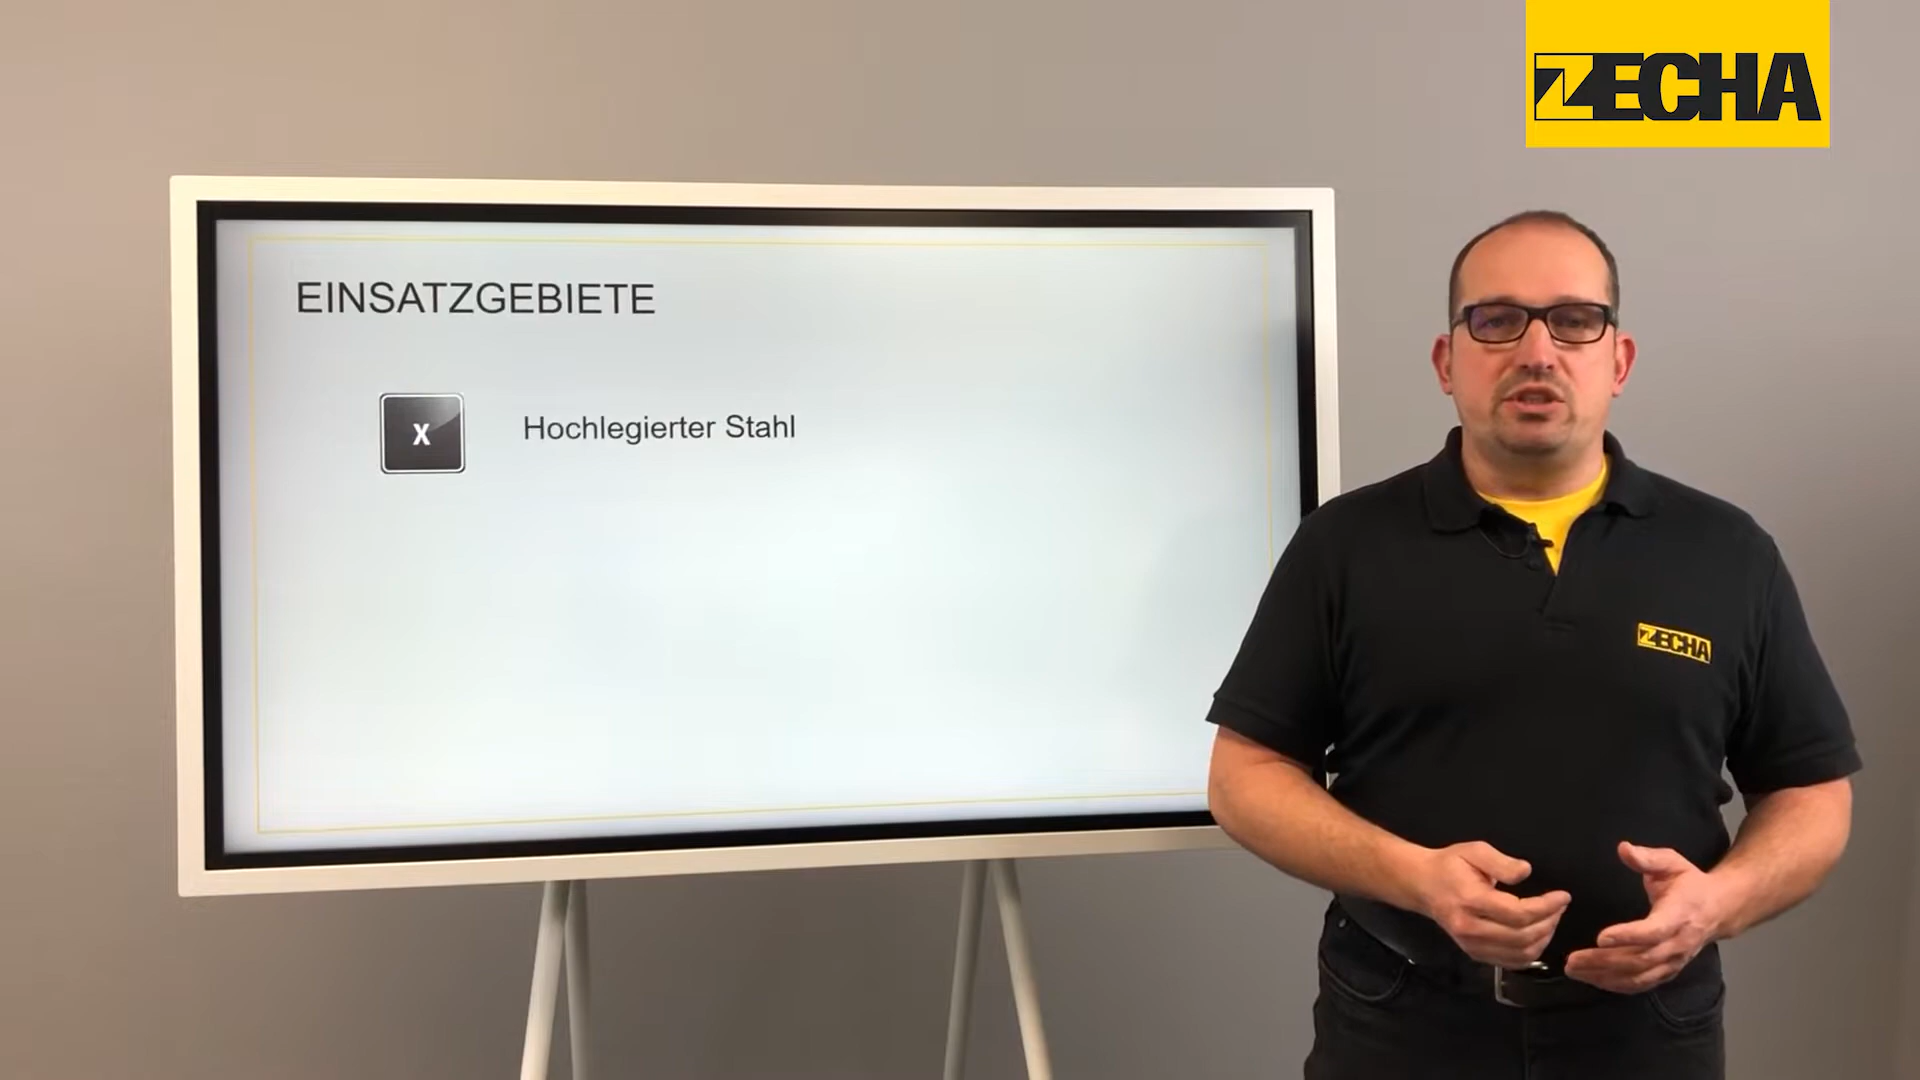 ZECHA
EINSATZGEBIETE
X
Hochlegierter Stahl
ZECHA